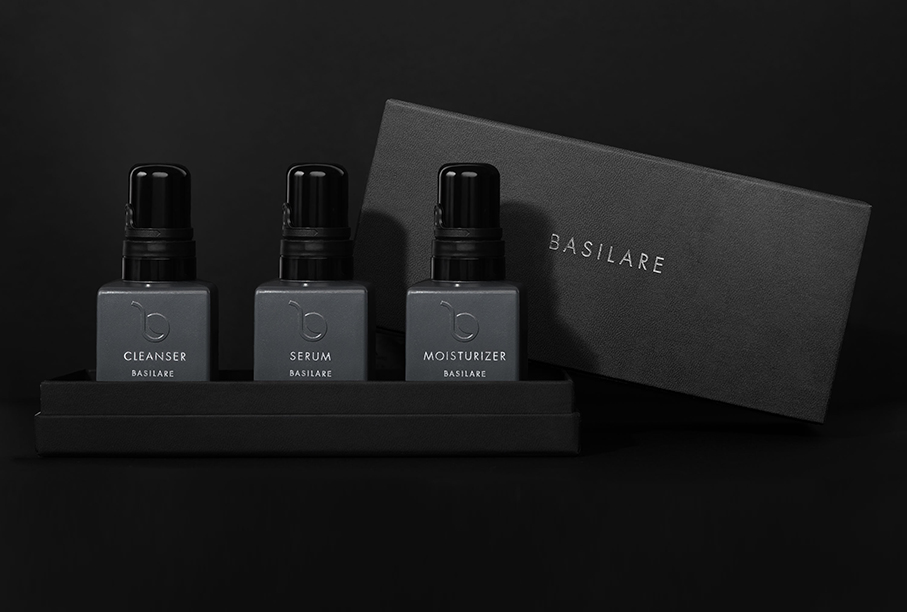 BASILARE
CLEANSER
BASILARE
SERUM
BASILARE
MOISTURIZER
BASILARE